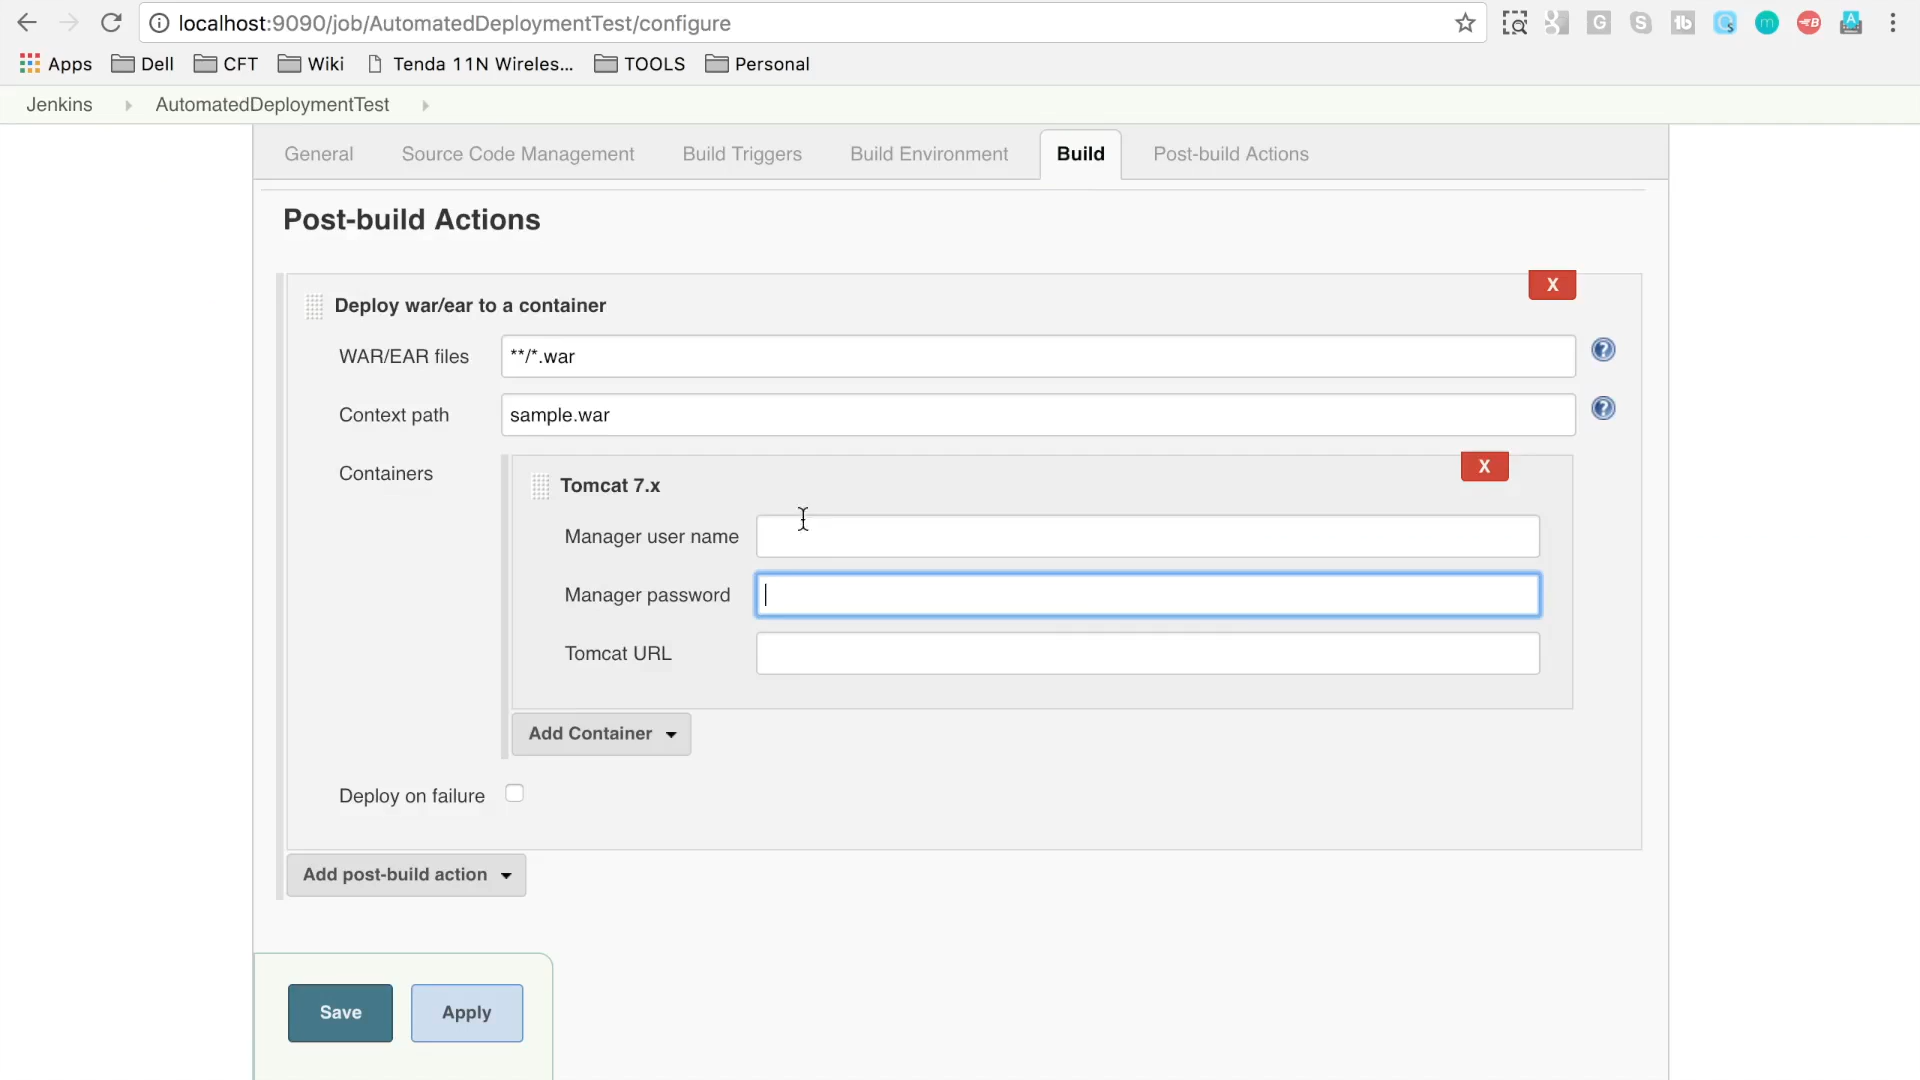 localhost:9090/job/AutomatedDeploymentTest/configure
Apps Dell CFT Wiki Tenda 11N Wireles... TOOLS Personal
Jenkins AutomatedDeploymentTest
General Source Code Management Build Triggers Build Environment Build Post-build Actions
Post-build Actions
X
Deploy war/ear to a container
WAR/EAR files **/*.war ?
Context path sample.war ?
Containers
X
Tomcat 7.x
Manager user name
Manager password
Tomcat URL
Add Container
Deploy on failure
Add post-build action
Save Apply